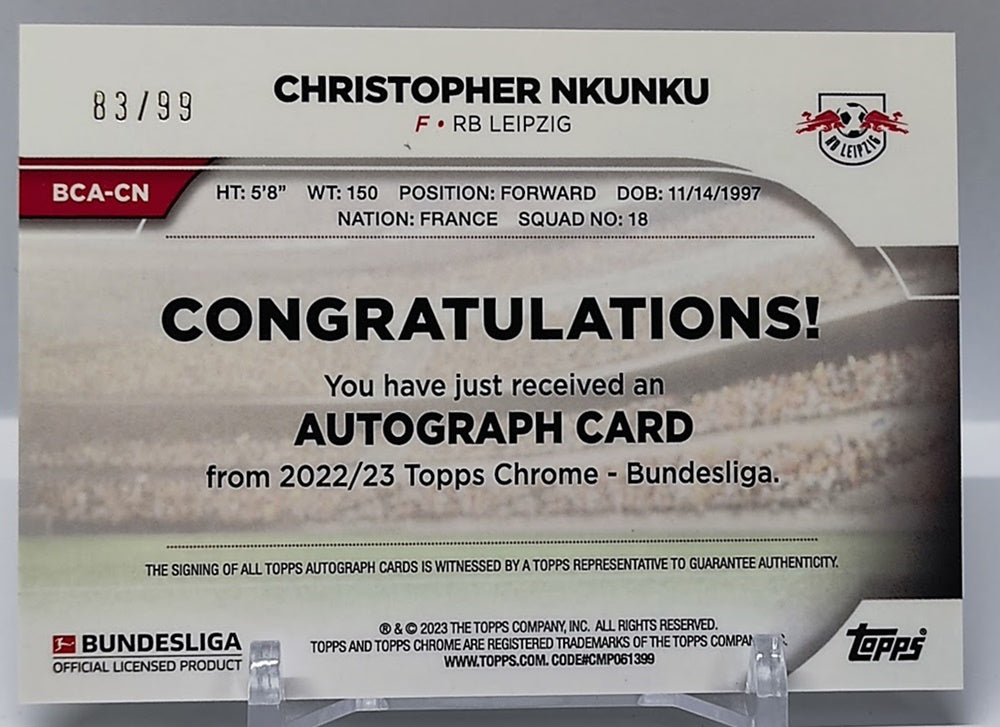 83/99
CHRISTOPHER NKUNKU
F • RB LEIPZIG
RB LEIPZIG
BCA-CN
HT: 5'8" WT: 150 POSITION: FORWARD DOB: 11/14/1997
NATION: FRANCE SQUAD NO: 18
CONGRATULATIONS!
You have just received an
AUTOGRAPH CARD
from 2022/23 Topps Chrome - Bundesliga.
THE SIGNING OF ALL TOPPS AUTOGRAPH CARDS IS WITNESSED BY A TOPPS REPRESENTATIVE TO GUARANTEE AUTHENTICITY.
BUNDESLIGA
OFFICIAL LICENSED PRODUCT
® & © 2023 THE TOPPS COMPANY, INC. ALL RIGHTS RESERVED.
TOPPS AND TOPPS CHROME ARE REGISTERED TRADEMARKS OF THE TOPPS
WWW.TOPPS.COM. CODE#CMP061399
topps